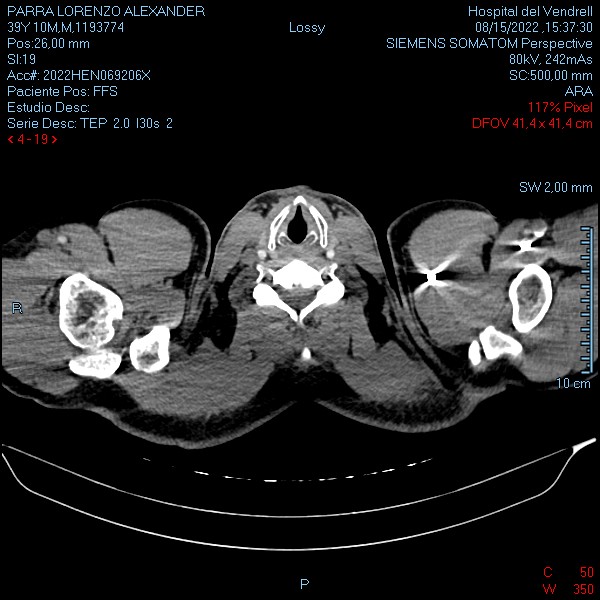 PARRA LORENZO ALEXANDER
39Y 10M,M,1193774
Pos:26,00 mm
SI:19
Acc#: 2022HEN069206X
Paciente Pos: FFS
Estudio Desc:
Serie Desc: TEP 2.0 I30s 2
< 4 - 19 >
Lossy
Hospital del Vendrell
08/15/2022 ,15:37:30
SIEMENS SOMATOM Perspective
80kV, 242mAs
SC:500,00 mm
ARA
117% Pixel
DFOV 41,4 x 41,4 cm
SW 2,00 mm
R
10 cm
P
C 50
W 350